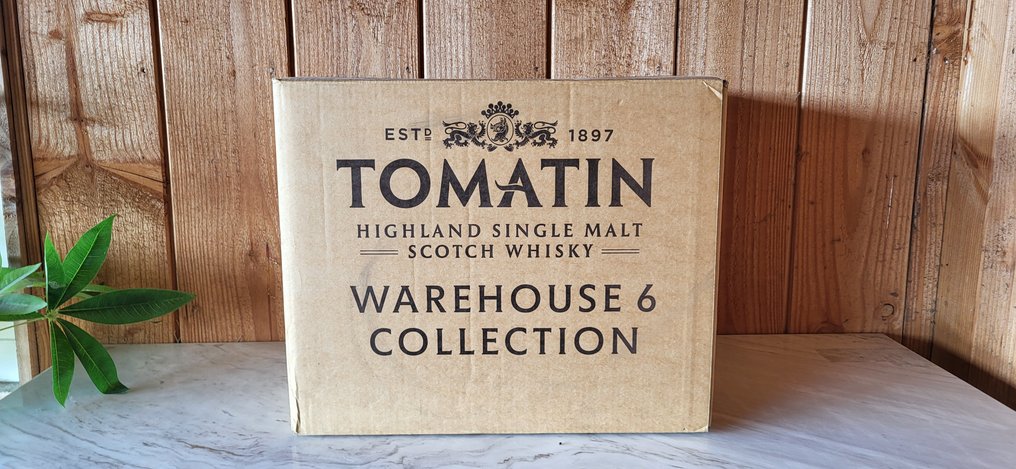 ESTD 1897
TOMATIN
HIGHLAND SINGLE MALT
SCOTCH WHISKY
WAREHOUSE 6
COLLECTION